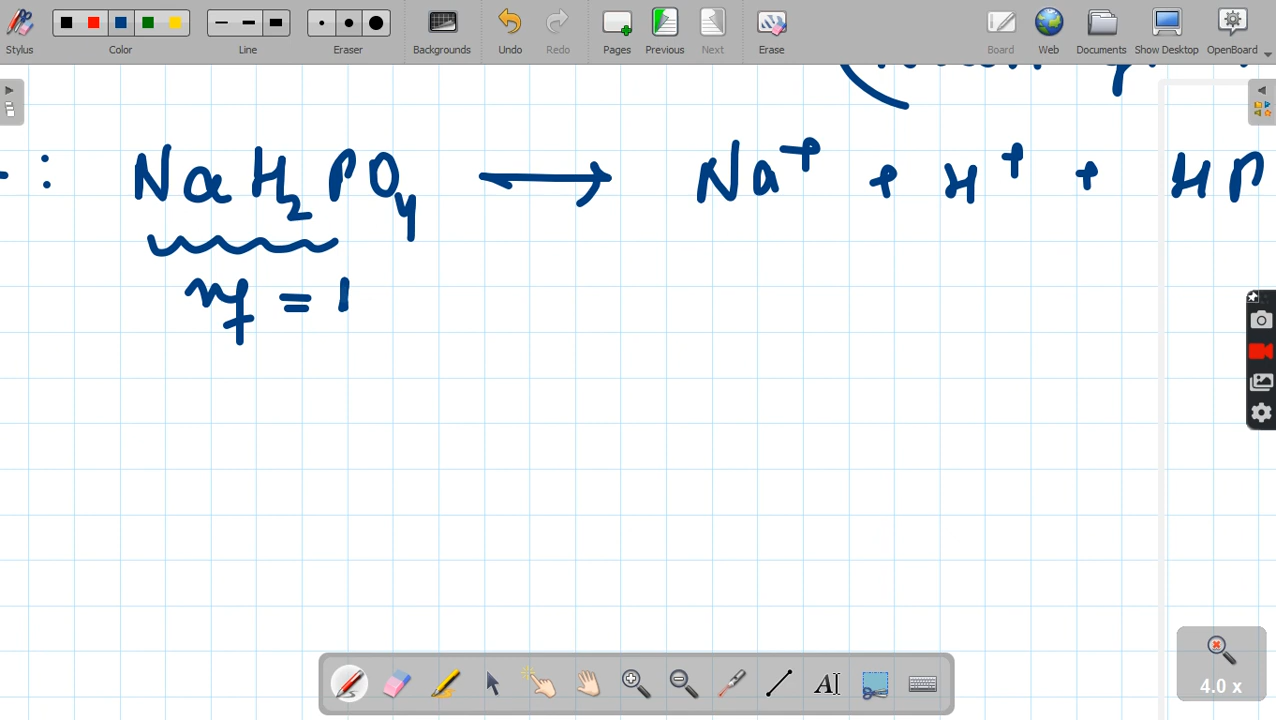 Stylus Color Line Eraser Backgrounds Undo Redo Pages Previous Next Erase Board Web Documents Show Desktop OpenBoard
: NaH₂PO₄ ⟷ Na⁺ + H⁺ + HP
nf = 1
AI
4.0 x